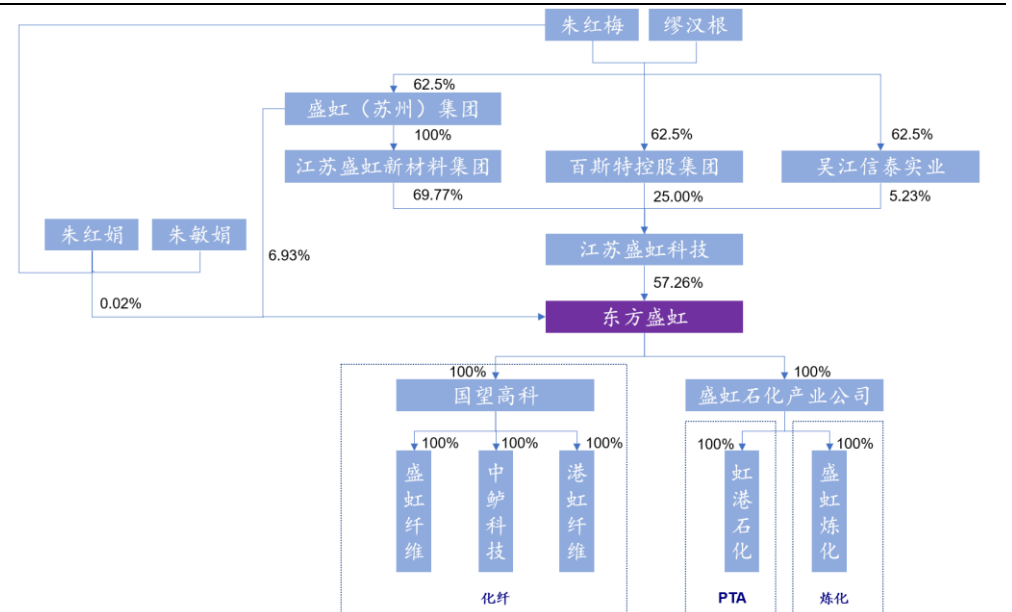 朱红梅
缪汉根
62.5%
盛虹（苏州）集团
100%
62.5%
62.5%
江苏盛虹新材料集团
百斯特控股集团
吴江信泰实业
69.77%
25.00%
5.23%
朱红娟
朱敏娟
6.93%
江苏盛虹科技
57.26%
0.02%
东方盛虹
100%
100%
国望高科
盛虹石化产业公司
100%
100%
100%
100%
100%
盛虹纤维
中鲈科技
港虹纤维
虹港石化
盛虹炼化
化纤
PTA
炼化